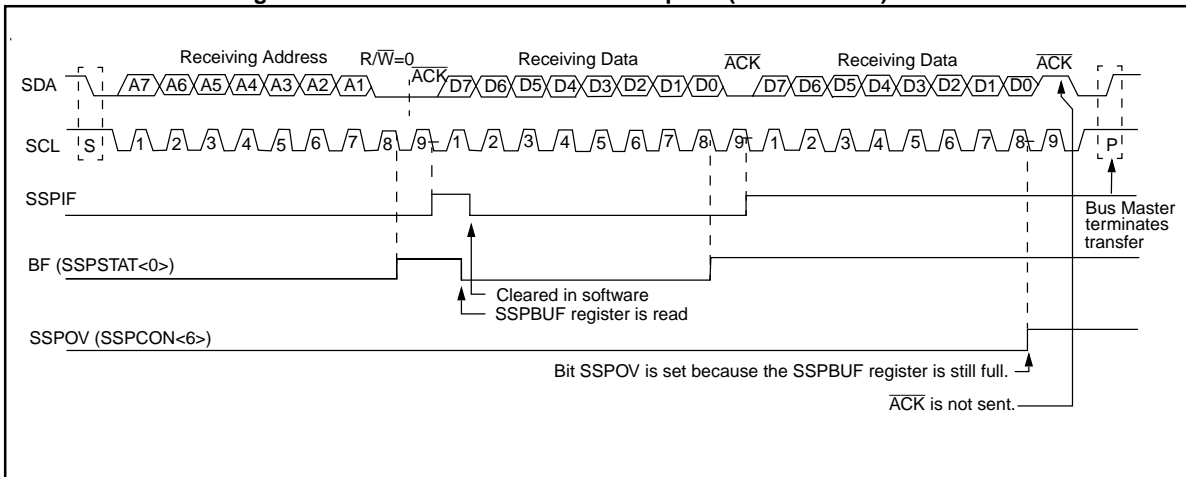 Receiving Address R/W=0 ACK Receiving Data ACK Receiving Data ACK
SDA A7 A6 A5 A4 A3 A2 A1 D7 D6 D5 D4 D3 D2 D1 D0 D7 D6 D5 D4 D3 D2 D1 D0
SCL S 1 2 3 4 5 6 7 8 9 1 2 3 4 5 6 7 8 9 1 2 3 4 5 6 7 8 9 P
SSPIF
Bus Master
terminates
transfer
BF (SSPSTAT<0>)
Cleared in software
SSPBUF register is read
SSPOV (SSPCON<6>)
Bit SSPOV is set because the SSPBUF register is still full.
ACK is not sent.